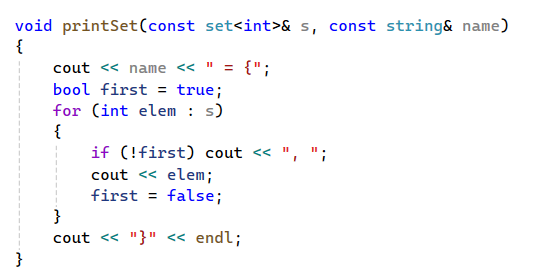 void printSet(const set<int>& s, const string& name)
{
    cout << name << " = {";
    bool first = true;
    for (int elem : s)
    {
        if (!first) cout << ", ";
        cout << elem;
        first = false;
    }
    cout << "}" << endl;
}